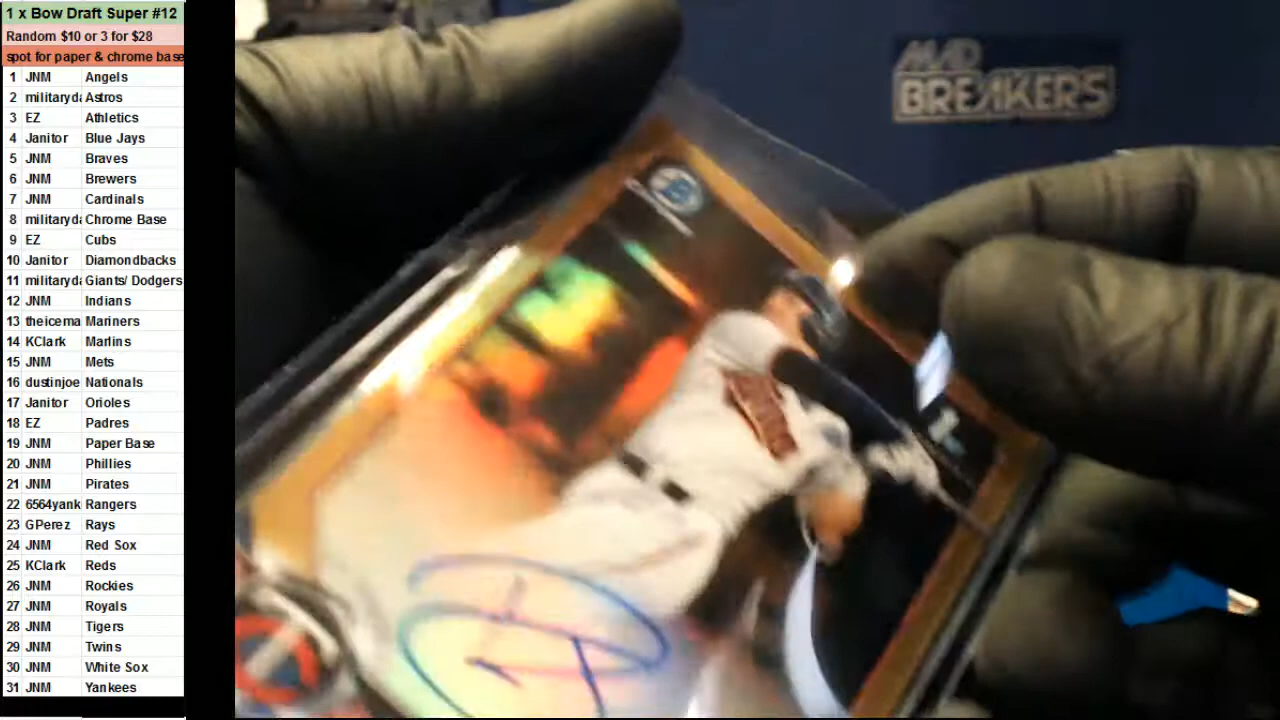 1 x Bow Draft Super #12
Random $10 or 3 for $28
spot for paper & chrome base
1 JNM Angels
2 militaryda Astros
3 EZ Athletics
4 Janitor Blue Jays
5 JNM Braves
6 JNM Brewers
7 JNM Cardinals
8 militaryda Chrome Base
9 EZ Cubs
10 Janitor Diamondbacks
11 militaryda Giants/ Dodgers
12 JNM Indians
13 theicema Mariners
14 KClark Marlins
15 JNM Mets
16 dustinjoe Nationals
17 Janitor Orioles
18 EZ Padres
19 JNM Paper Base
20 JNM Phillies
21 JNM Pirates
22 6564yank Rangers
23 GPerez Rays
24 JNM Red Sox
25 KClark Reds
26 JNM Rockies
27 JNM Royals
28 JNM Tigers
29 JNM Twins
30 JNM White Sox
31 JNM Yankees
MAD
BREAKERS
B